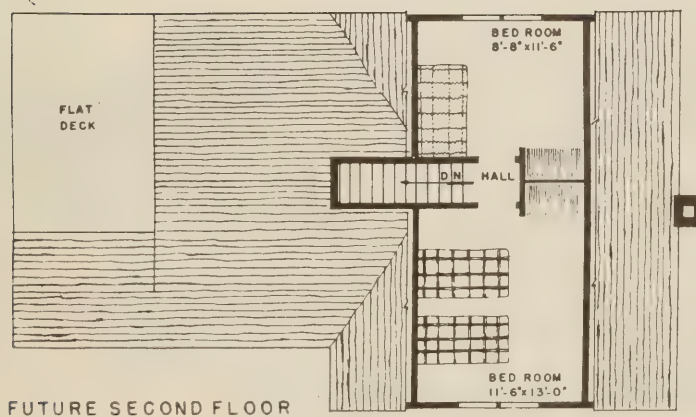 BED ROOM
8'-8"x11'-6"
FLAT
DECK
DN HALL
BED ROOM
11'-6"x13'-0"
FUTURE SECOND FLOOR